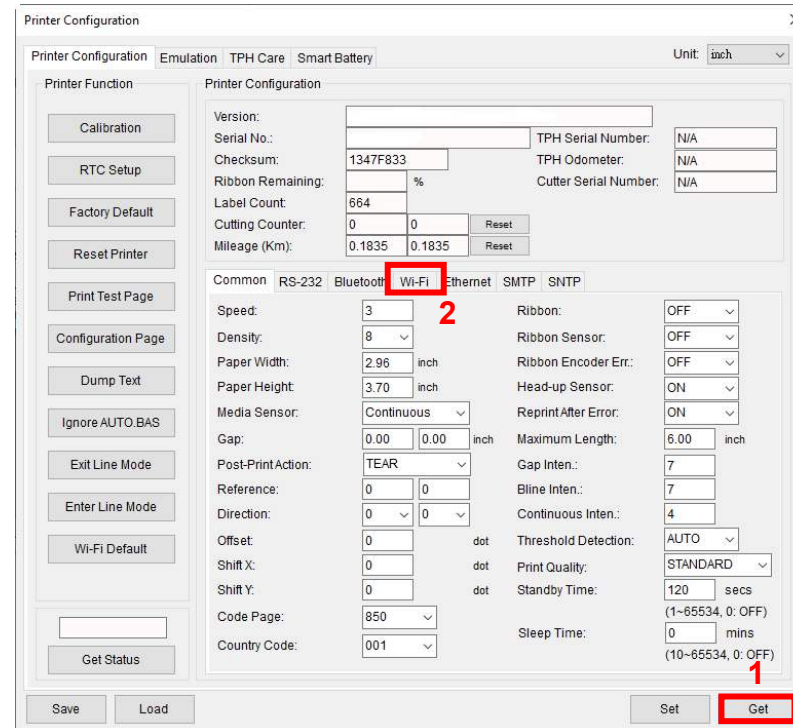 Printer Configuration
Printer Configuration Emulation TPH Care Smart Battery Unit: inch
Printer Function
Calibration
RTC Setup
Factory Default
Reset Printer
Print Test Page
Configuration Page
Dump Text
Ignore AUTO.BAS
Exit Line Mode
Enter Line Mode
Wi-Fi Default
Get Status
Printer Configuration
Version:
Serial No.: TPH Serial Number: N/A
Checksum: 1347F833 TPH Odometer: N/A
Ribbon Remaining: % Cutter Serial Number: N/A
Label Count: 664
Cutting Counter: 0 0 Reset
Mileage (Km): 0.1835 0.1835 Reset
Common RS-232 Bluetooth Wi-Fi Ethernet SMTP SNTP
2
Speed: 3 Ribbon: OFF
Density: 8 Ribbon Sensor: OFF
Paper Width: 2.96 inch Ribbon Encoder Err.: OFF
Paper Height: 3.70 inch Head-up Sensor: ON
Media Sensor: Continuous Reprint After Error: ON
Gap: 0.00 0.00 inch Maximum Length: 6.00 inch
Post-Print Action: TEAR Gap Inten.: 7
Reference: 0 0 Bline Inten.: 7
Direction: 0 0 Continuous Inten.: 4
Offset: 0 dot Threshold Detection: AUTO
Shift X: 0 dot Print Quality: STANDARD
Shift Y: 0 dot Standby Time: 120 secs
(1~65534, 0: OFF)
Code Page: 850 Sleep Time: 0 mins
Country Code: 001 (10~65534, 0: OFF)
1
Save Load Set Get